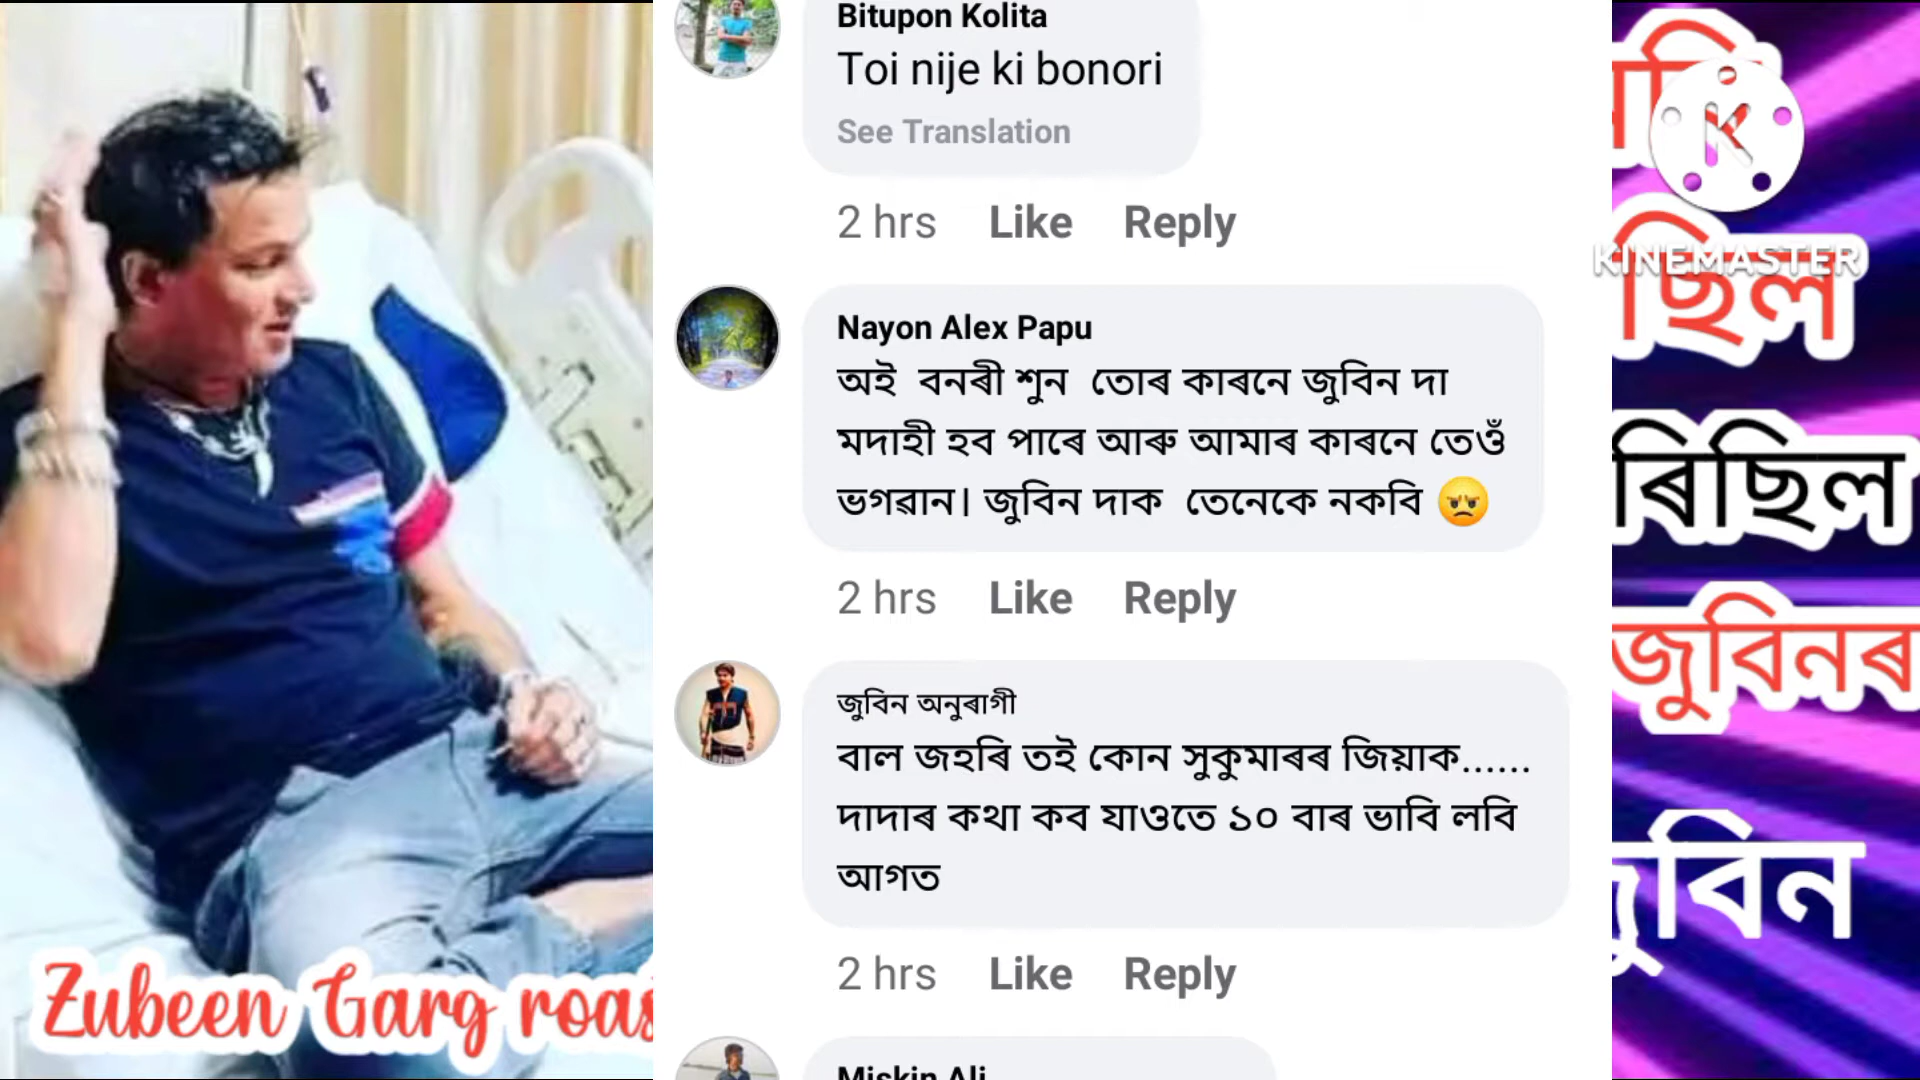 Bitupon Kolita
Toi nije ki bonori
See Translation
2 hrs Like Reply
Nayon Alex Papu
অই বনৰী শুন তোৰ কাৰনে জুবিন দা
মদাহী হব পাৰে আৰু আমাৰ কাৰনে তেওঁ
ভগৱান। জুবিন দাক তেনেকে নকবি 😠
2 hrs Like Reply
জুবিন অনুৰাগী
বাল জহৰি তই কোন সুকুমাৰৰ জিয়াক......
দাদাৰ কথা কব যাওতে ১০ বাৰ ভাবি লবি
আগত
2 hrs Like Reply
Miskin Ali
Zubeen Garg roas
KINEMASTER
ছিল
ৰিছিল
জুবিনৰ
জুবিন